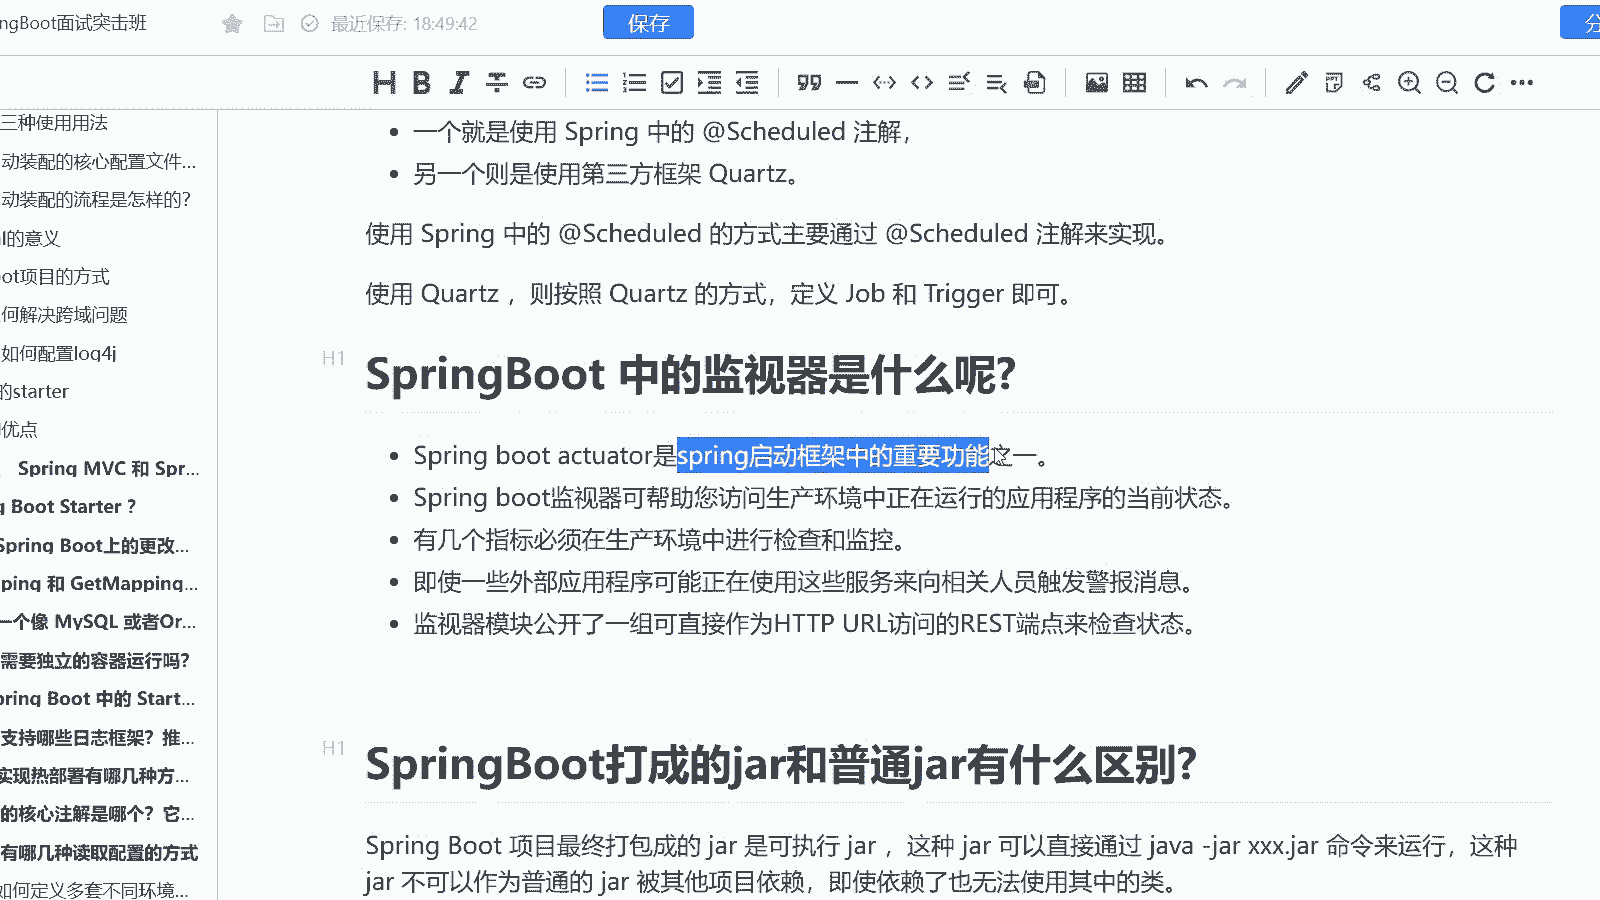 ngBoot面试突击班
最近保存: 18:49:42
保存
分
三种使用用法
动装配的核心配置文件...
动装配的流程是怎样的?
的意义
ot项目的方式
何解决跨域问题
如何配置log4j
的starter
优点
Spring MVC 和 Spr...
g Boot Starter ?
Spring Boot上的更改...
ping 和 GetMapping...
一个像 MySQL 或者Or...
需要独立的容器运行吗?
pring Boot 中的 Start...
支持哪些日志框架? 推...
实现热部署有哪几种方...
的核心注解是哪个? 它...
有哪几种读取配置的方式
如何定义多套不同环境...
一个就是使用 Spring 中的 @Scheduled 注解，
另一个则是使用第三方框架 Quartz。
使用 Spring 中的 @Scheduled 的方式主要通过 @Scheduled 注解来实现。
使用 Quartz ，则按照 Quartz 的方式，定义 Job 和 Trigger 即可。
H1
SpringBoot 中的监视器是什么呢?
Spring boot actuator是spring启动框架中的重要功能之一。
Spring boot监视器可帮助您访问生产环境中正在运行的应用程序的当前状态。
有几个指标必须在生产环境中进行检查和监控。
即使一些外部应用程序可能正在使用这些服务来向相关人员触发警报消息。
监视器模块公开了一组可直接作为HTTP URL访问的REST端点来检查状态。
H1
SpringBoot打成的jar和普通jar有什么区别?
Spring Boot 项目最终打包成的 jar 是可执行 jar ，这种 jar 可以直接通过 java -jar xxx.jar 命令来运行，这种
jar 不可以作为普通的 jar 被其他项目依赖，即使依赖了也无法使用其中的类。